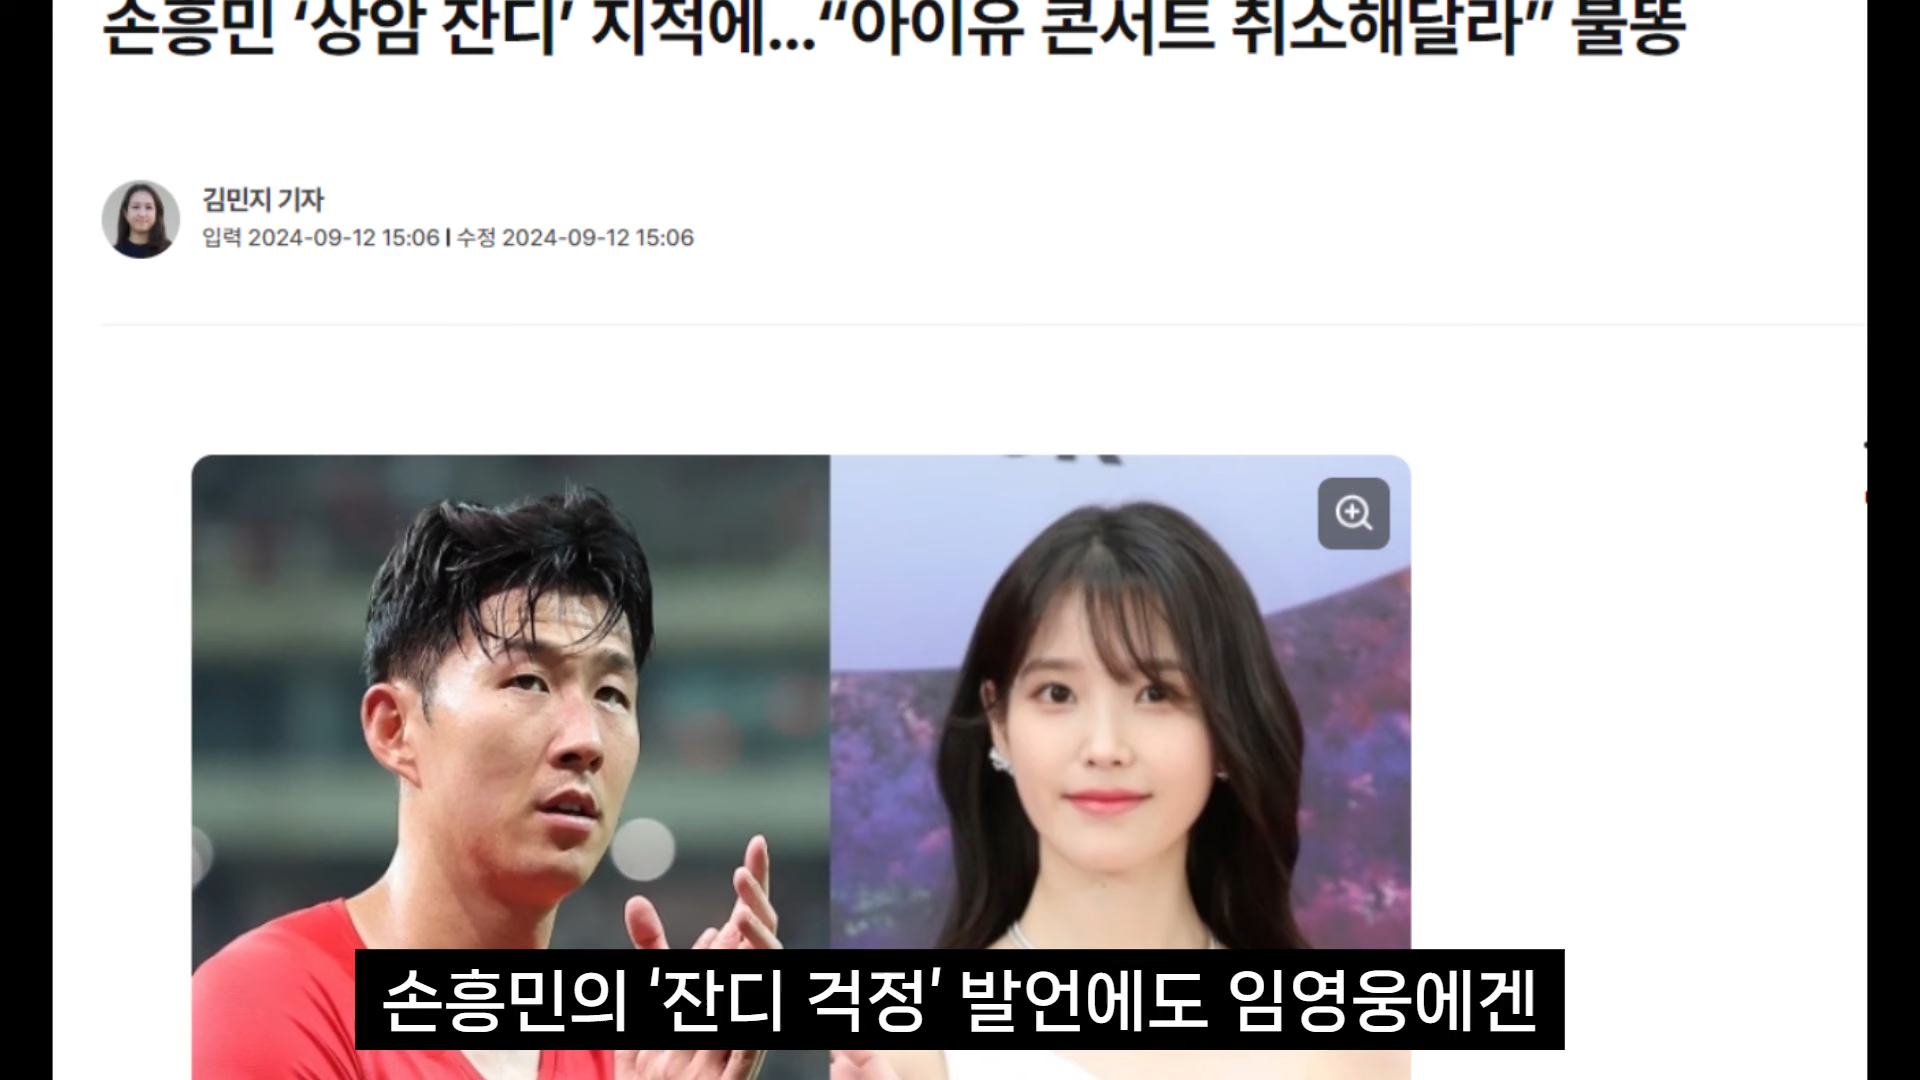 손흥민 ‘상암 잔디’ 지적에...“아이유 콘서트 취소해달라” 불똥
김민지 기자
입력 2024-09-12 15:06 | 수정 2024-09-12 15:06
손흥민의 ‘잔디 걱정’ 발언에도 임영웅에겐